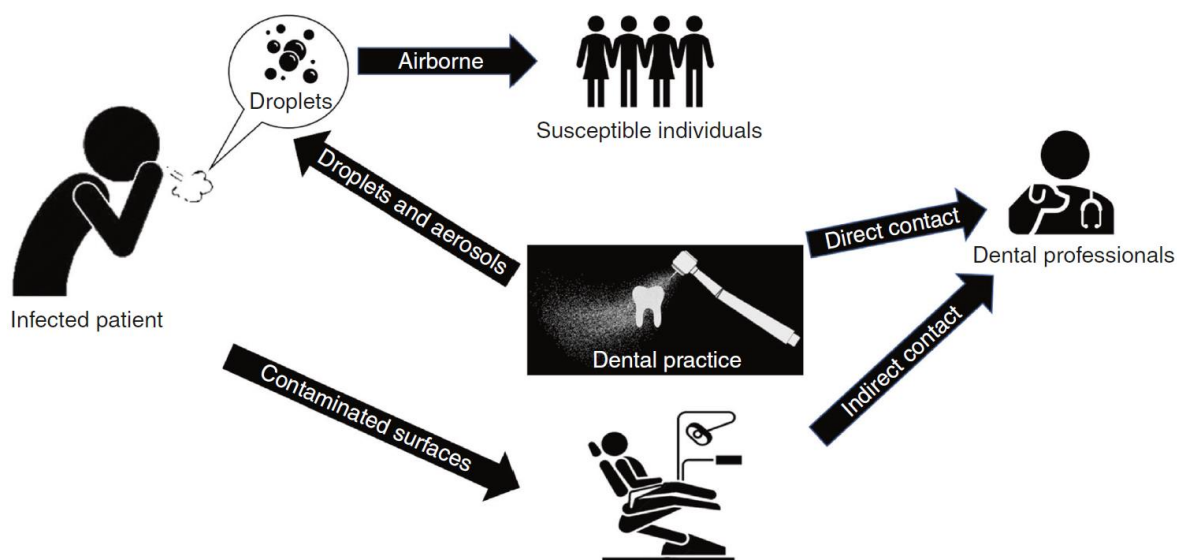 Droplets
Airborne
Susceptible individuals
Infected patient
Droplets and aerosols
Dental practice
Direct contact
Dental professionals
Indirect contact
Contaminated surfaces